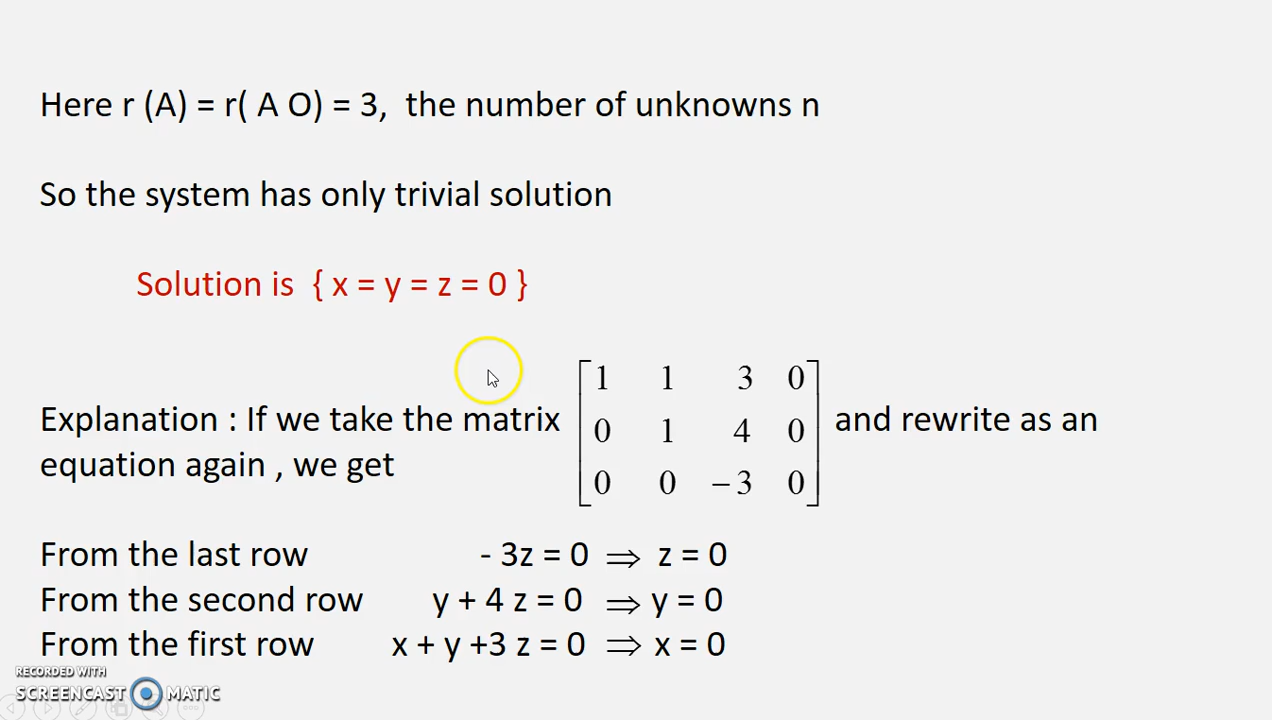 Here r (A) = r( A O) = 3, the number of unknowns n
So the system has only trivial solution
Solution is { x = y = z = 0 }
Explanation : If we take the matrix [1 1 3 0 and rewrite as an
0 1 4 0
0 0 −3 0]
equation again , we get
From the last row - 3z = 0 ⇒ z = 0
From the second row y + 4 z = 0 ⇒ y = 0
From the first row x + y +3 z = 0 ⇒ x = 0
RECORDED WITH
SCREENCAST MATIC